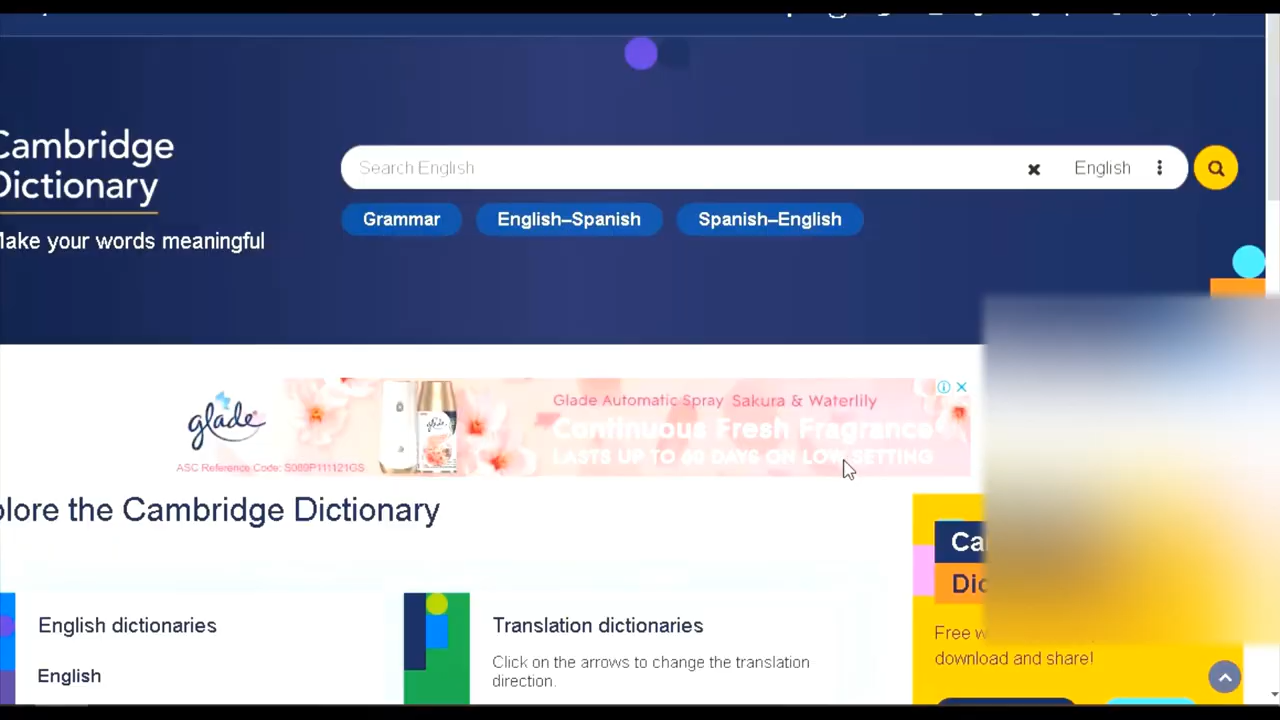 Cambridge
Dictionary
Make your words meaningful
Search English
English
Grammar
English–Spanish
Spanish–English
glade
Glade Automatic Spray Sakura & Waterlily
Continuous Fresh Fragrance
LASTS UP TO 60 DAYS ON LOW SETTING
ASC Reference Code: S089P111121GS
plore the Cambridge Dictionary
English dictionaries
English
Translation dictionaries
Click on the arrows to change the translation
direction.
Ca
Dic
Free w
download and share!